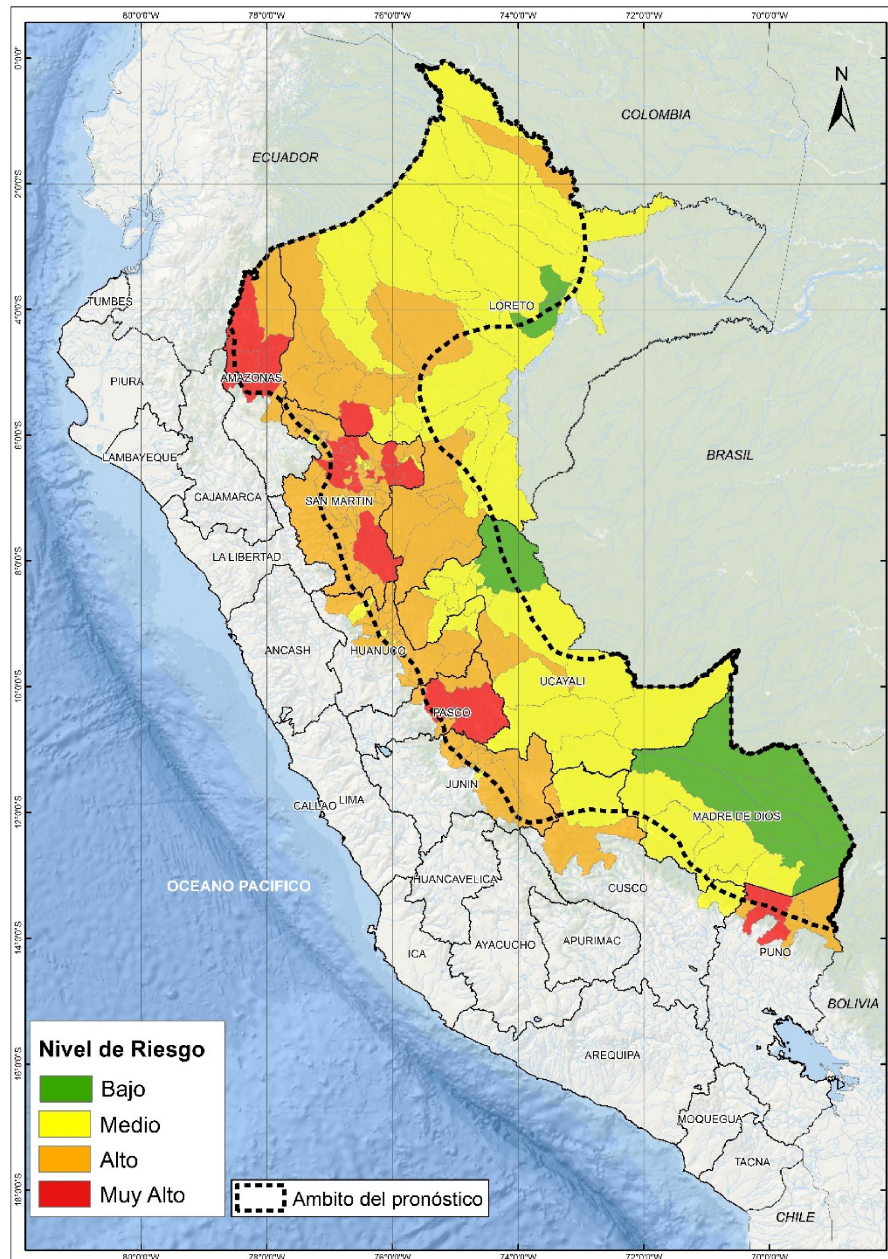 80°0'0"W 78°0'0"W 76°0'0"W 74°0'0"W 72°0'0"W 70°0'0"W
0°0'0"
N
COLOMBIA
ECUADOR
2°0'0"S
TUMBES
4°0'0"S
LORETO
PIURA
AMAZONAS
6°0'0"S
LAMBAYEQUE
BRASIL
CAJAMARCA
SAN MARTIN
8°0'0"S
LA LIBERTAD
ANCASH
HUANUCO
UCAYALI
10°0'0"S
PASCO
JUNIN
CALLAO
LIMA
12°0'0"S
MADRE DE DIOS
HUANCAVELICA
OCEANO PACIFICO
CUSCO
14°0'0"S
ICA
AYACUCHO
APURIMAC
PUNO
BOLIVIA
AREQUIPA
16°0'0"S
MOQUEGUA
TACNA
18°0'0"S
CHILE
Nivel de Riesgo
Bajo
Medio
Alto
Muy Alto
Ambito del pronóstico
80°0'0"W 78°0'0"W 76°0'0"W 74°0'0"W 72°0'0"W 70°0'0"W